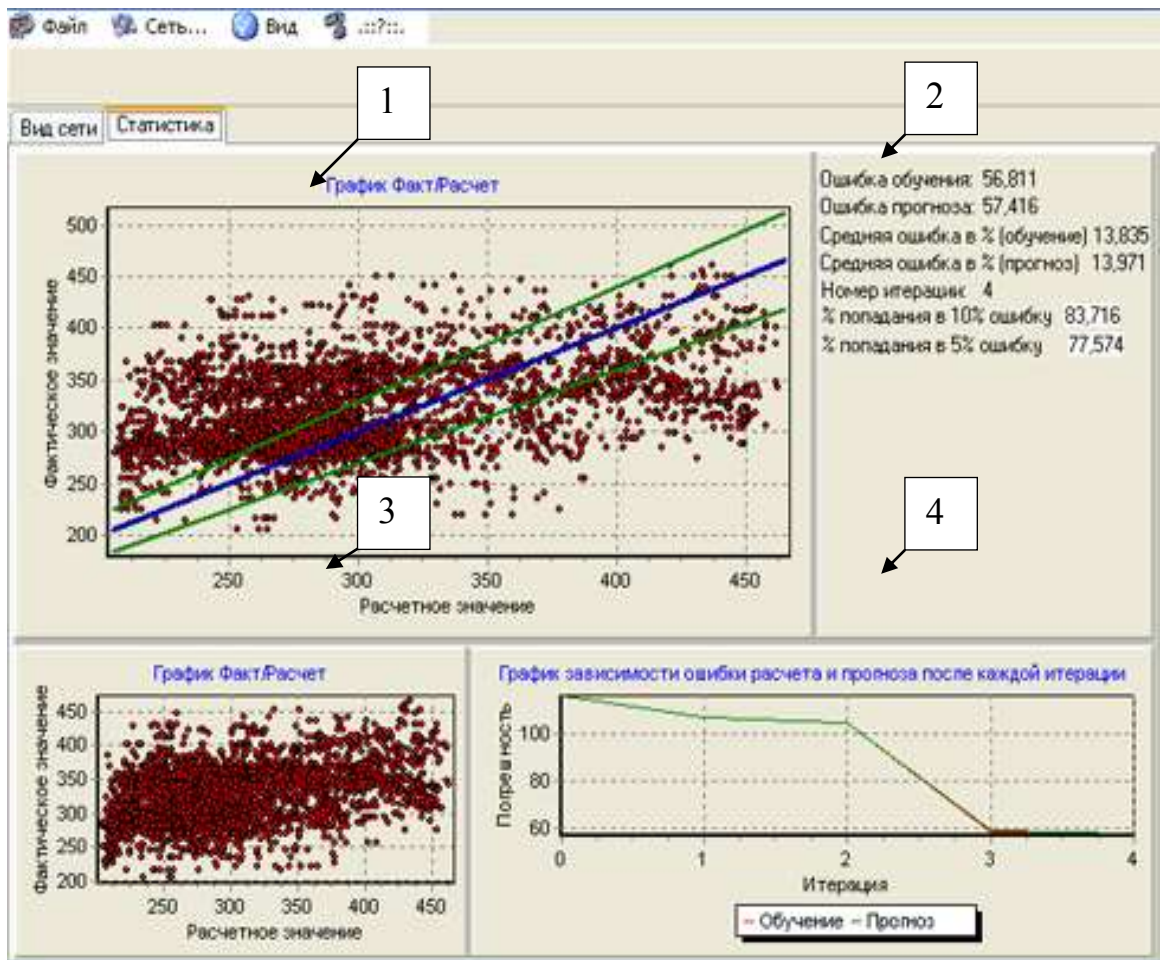 Файл Сеть... Вид .::?::.
1
2
Вид сети Статистика
График Факт/Расчет
Фактическое значение
500
450
400
350
300
250
200
250 300 350 400 450
Расчетное значение
Ошибка обучения: 56,811
Ошибка прогноза: 57,416
Средняя ошибка в % (обучение) 13,835
Средняя ошибка в % (прогноз) 13,971
Номер итерации: 4
% попадания в 10% ошибку 83,716
% попадания в 5% ошибку 77,574
3
4
График Факт/Расчет
Фактическое значение
450
400
350
300
250
200
250 300 350 400 450
Расчетное значение
График зависимости ошибки расчета и прогноза после каждой итерации
Погрешность
100
80
60
0 1 2 3 4
Итерация
Обучение Прогноз